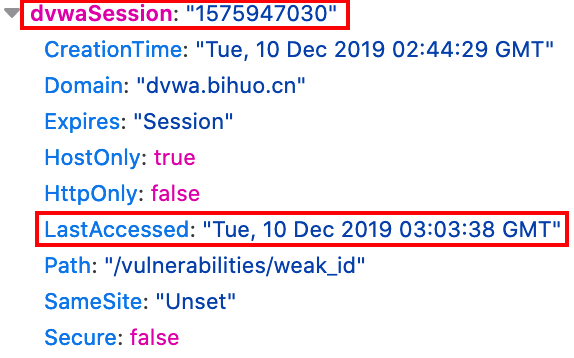 dvwaSession: "1575947030"
CreationTime: "Tue, 10 Dec 2019 02:44:29 GMT"
Domain: "dvwa.bihuo.cn"
Expires: "Session"
HostOnly: true
HttpOnly: false
LastAccessed: "Tue, 10 Dec 2019 03:03:38 GMT"
Path: "/vulnerabilities/weak_id"
SameSite: "Unset"
Secure: false